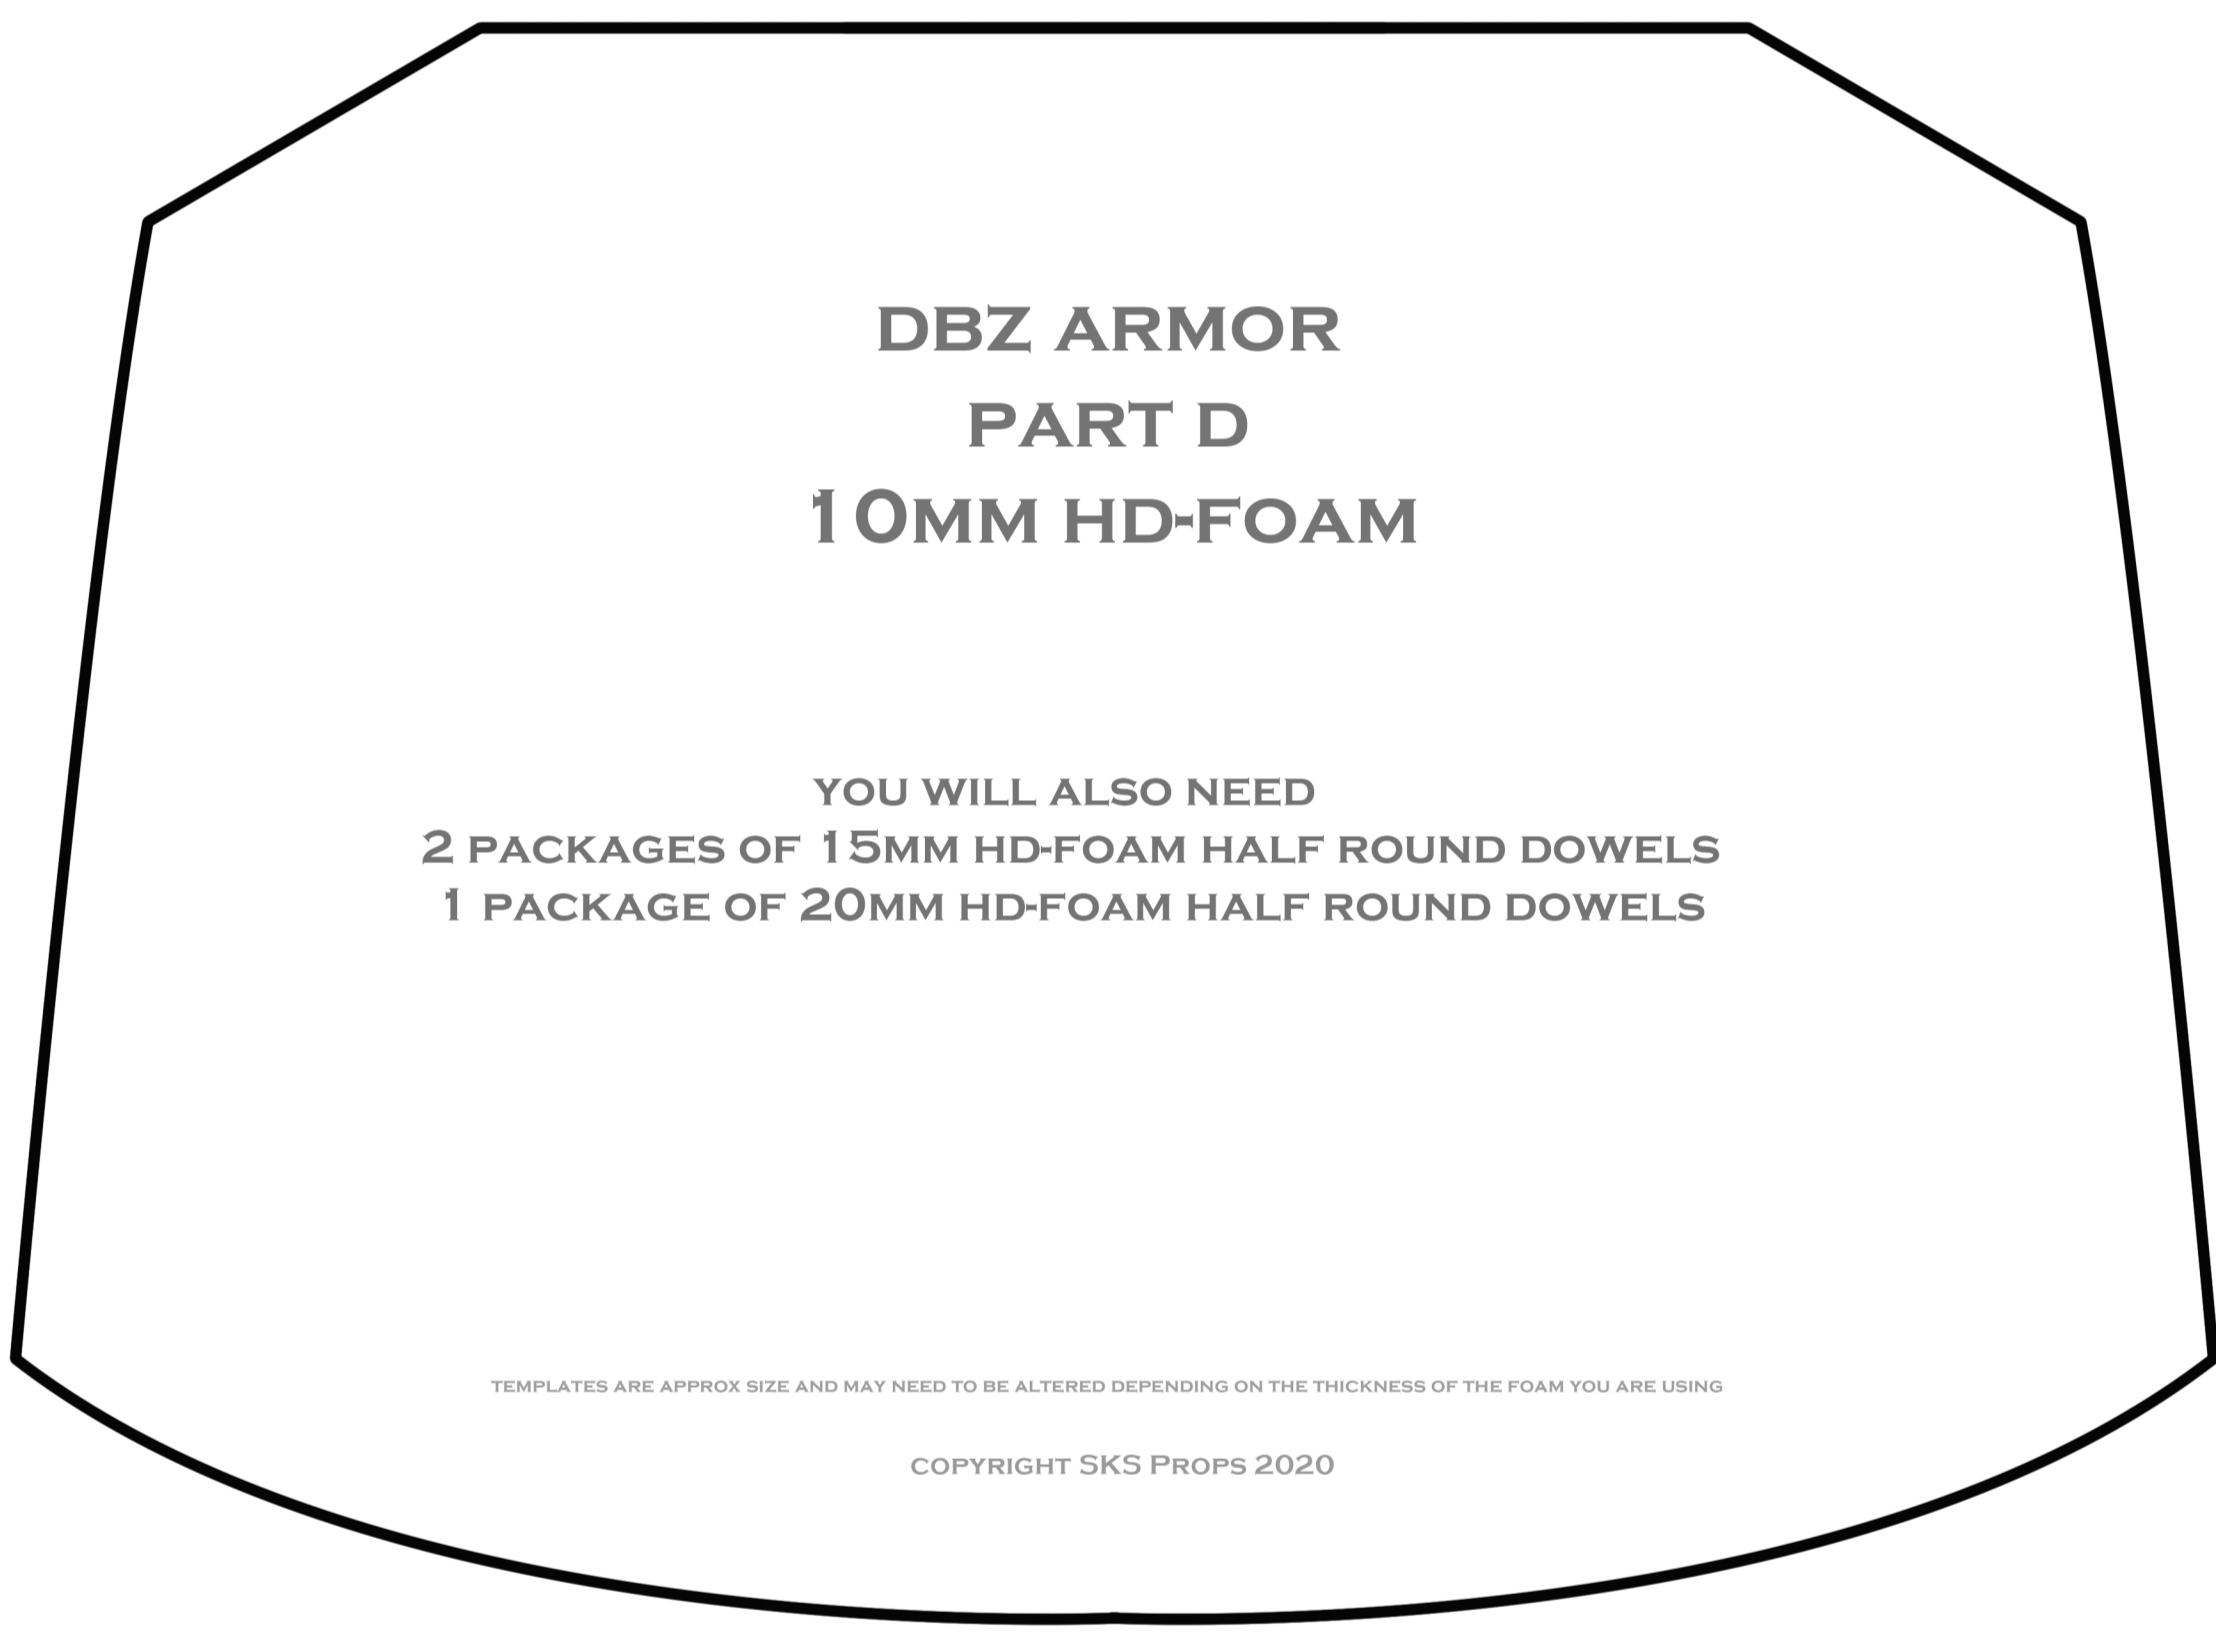 DBZ ARMOR
PART D
10MM HD-FOAM
YOU WILL ALSO NEED
2 PACKAGES OF 15MM HD-FOAM HALF ROUND DOWELS
1 PACKAGE OF 20MM HD-FOAM HALF ROUND DOWELS
TEMPLATES ARE APPROX SIZE AND MAY NEED TO BE ALTERED DEPENDING ON THE THICKNESS OF THE FOAM YOU ARE USING
COPYRIGHT SKS PROPS 2020